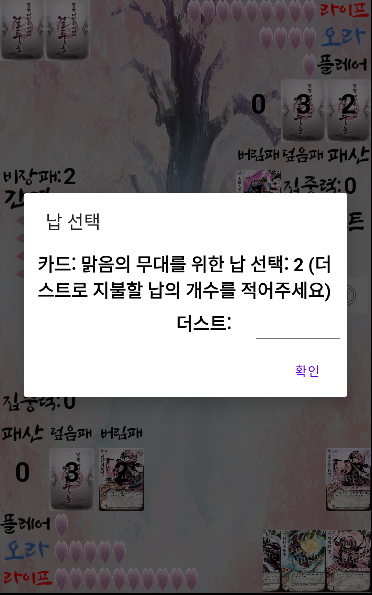 라이프
오라
플레어
0 3 2
버림패 덮음패 패산
비장패:2
집중력:0
납 선택
카드: 맑음의 무대를 위한 납 선택: 2 (더
스트로 지불할 납의 개수를 적어주세요)
더스트:
확인
집중력:0
패산 덮음패 버림패
0 3 2
플레어
오라
라이프